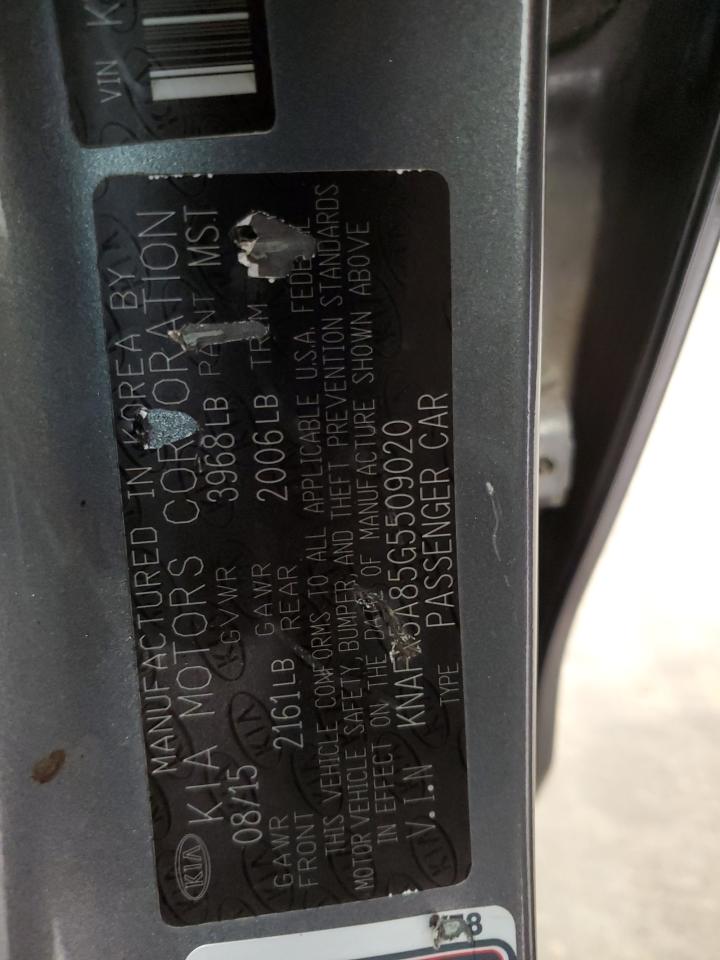 VIN K
MANUFACTURED IN KOREA BY
KIA KIA MOTORS CORPORATION
08/15 GVWR 3968LB PAINT MST
GAWR FRONT 2161LB GAWR REAR 2006LB TRIM
THIS VEHICLE CONFORMS TO ALL APPLICABLE U.S.A. FEDERAL
MOTOR VEHICLE SAFETY, BUMPER, AND THEFT PREVENTION STANDARDS
IN EFFECT ON THE DATE OF MANUFACTURE SHOWN ABOVE
V.I.N 5A85G5509020
TYPE PASSENGER CAR